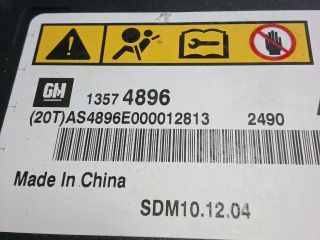 GM 1357 4896
(20T)AS4896E000012813 2490
Made In China
SDM10.12.04